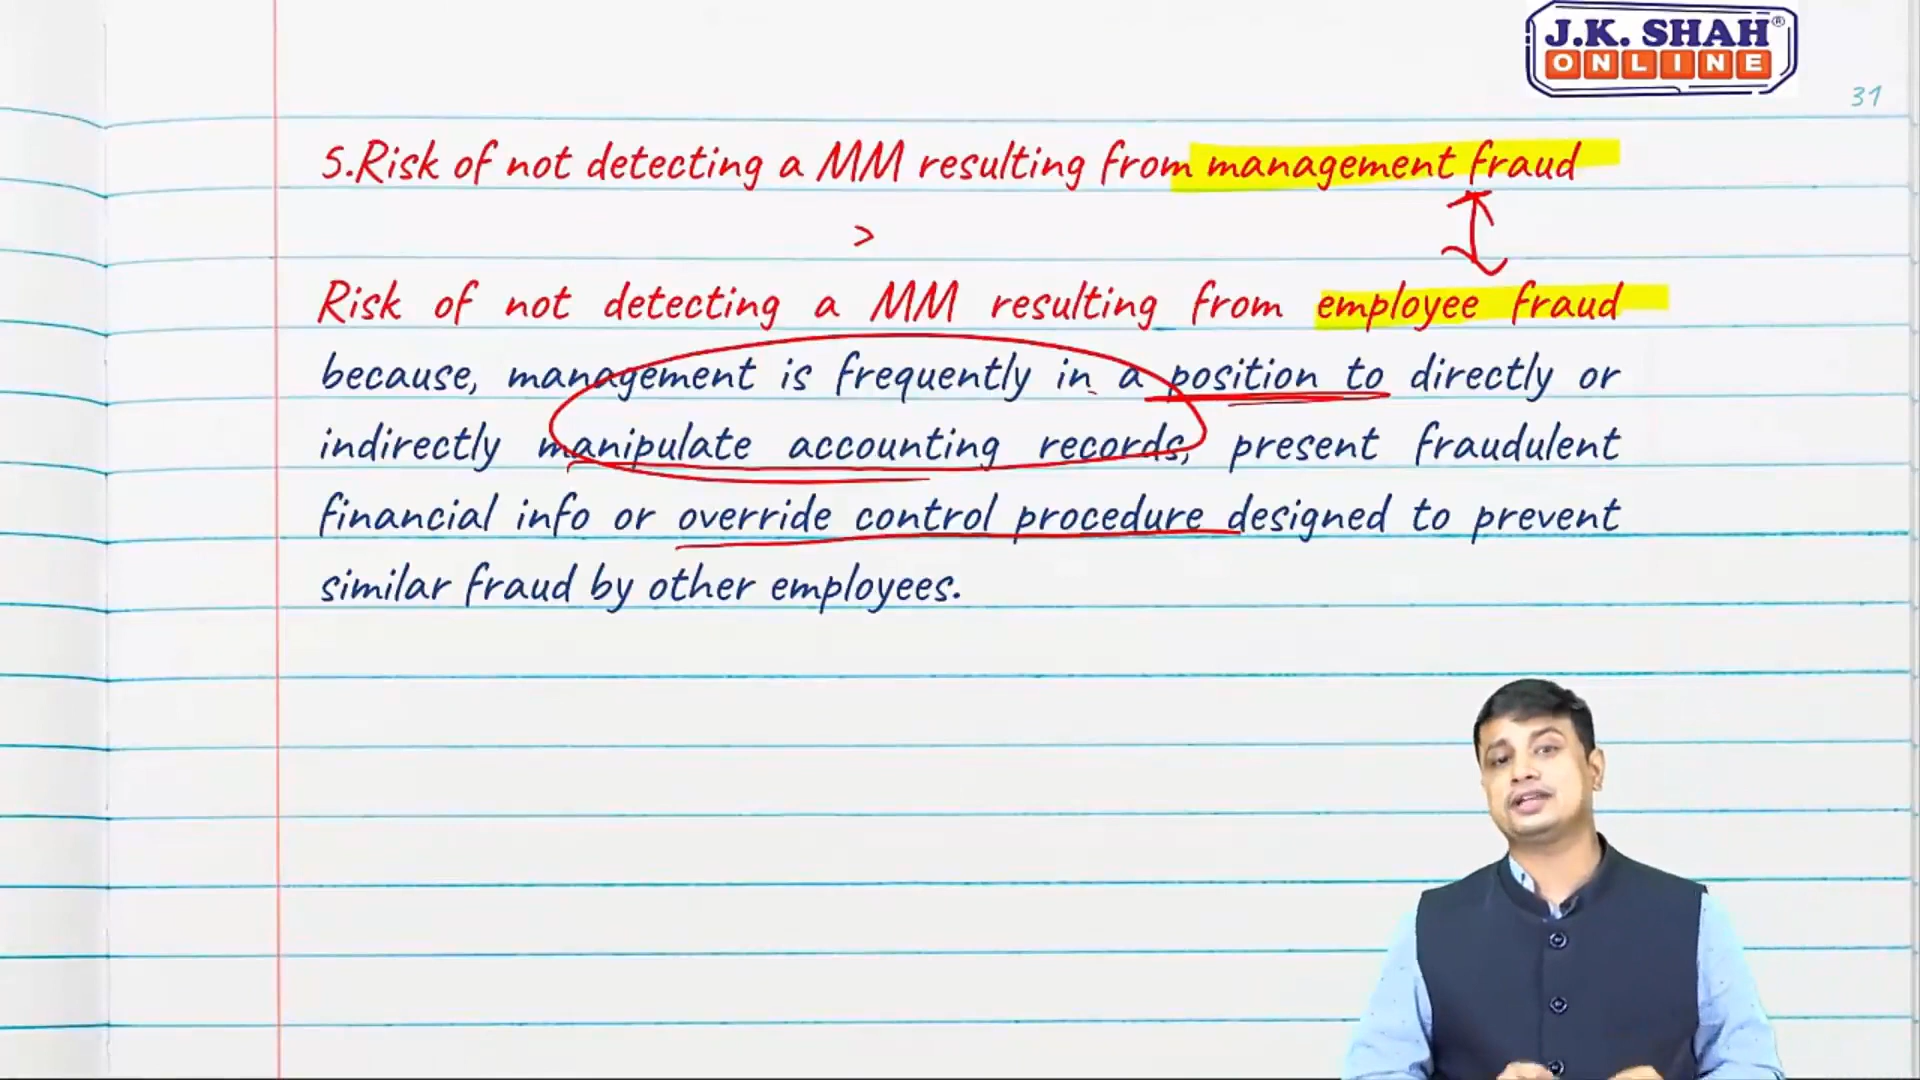 J.K. SHAH®
ONLINE
31
5.Risk of not detecting a MM resulting from management fraud
>
Risk of not detecting a MM resulting from employee fraud
because, management is frequently in a position to directly or
indirectly manipulate accounting records, present fraudulent
financial info or override control procedure designed to prevent
similar fraud by other employees.